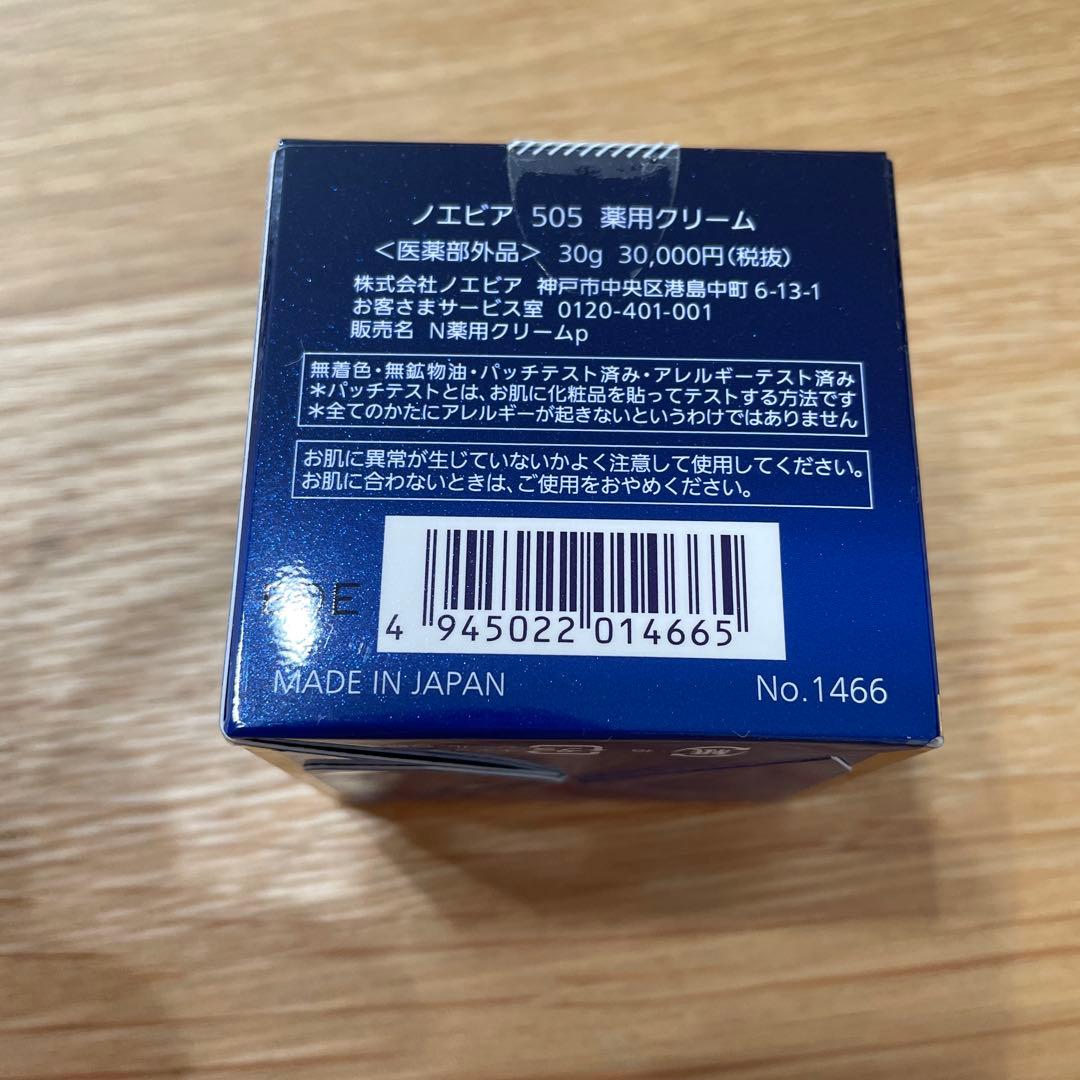 ノエビア 505 薬用クリーム
<医薬部外品> 30g 30,000円(税抜)
株式会社ノエビア 神戸市中央区港島中町 6-13-1
お客さまサービス室 0120-401-001
販売名 N薬用クリームp
無着色・無鉱物油・パッチテスト済み・アレルギーテスト済み
*パッチテストとは、お肌に化粧品を貼ってテストする方法です
*全てのかたにアレルギーが起きないというわけではありません
お肌に異常が生じていないかよく注意して使用してください。
お肌に合わないときは、ご使用をおやめください。
4 945022 014665
MADE IN JAPAN
No.1466